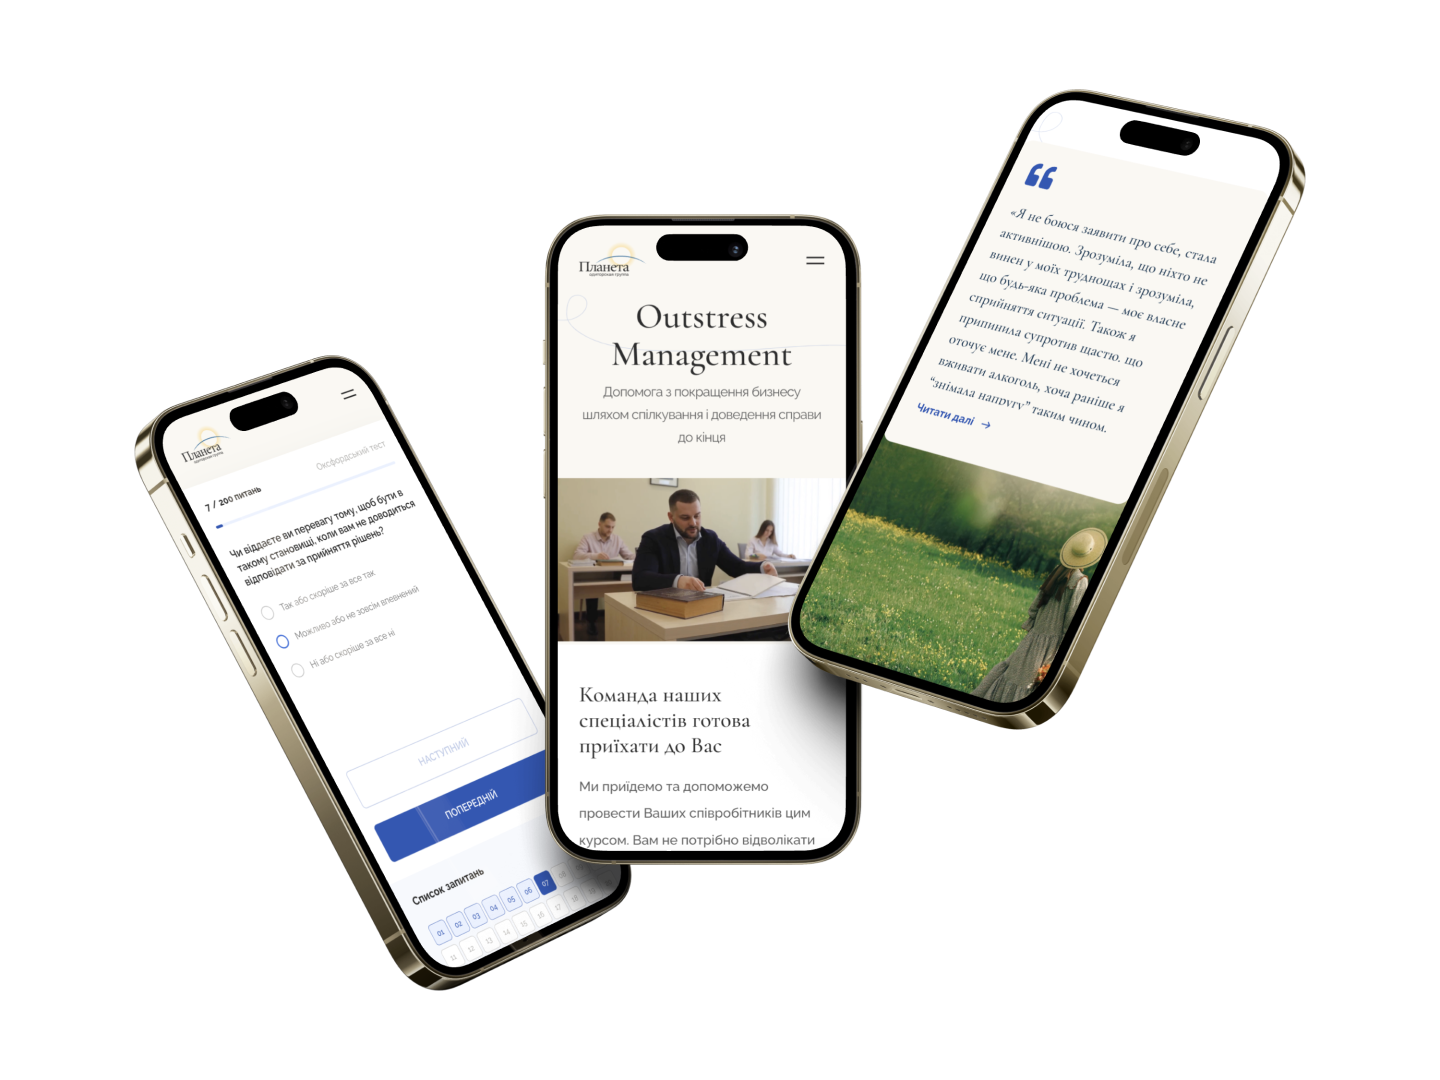 Планета
Оксфордський тест
7 / 200 питань
Чи віддаєте ви перевагу тому, щоб бути в
такому становищі, коли вам не доводиться
відповідати за прийняття рішень?
Так або скоріше за все так
Можливо або не зовсім впевнений
Ні або скоріше за все ні
НАСТУПНИЙ
ПОПЕРЕДНІЙ
Список запитань
01 02 03 04 05 06 07 08
11 12 13 14 15 16 17 18
Планета
Outstress
Management
Допомога з покращення бизнесу
шляхом спілкування і доведення справи
до кінця
Команда наших
спеціалістів готова
приїхати до Вас
Ми приїдемо та допоможемо
провести Ваших співробітників цим
курсом. Вам не потрібно відволікати
«Я не боюся заявити про себе, стала
активнішою. Зрозуміла, що ніхто не
винен у моїх труднощах і зрозуміла,
що будь-яка проблема — моє власне
сприйняття ситуації. Також я
припинила супротив щастю. що
оточує мене. Мені не хочеться
вживати алкоголь, хоча раніше я
“знімала напругу” таким чином.
Читати далі →